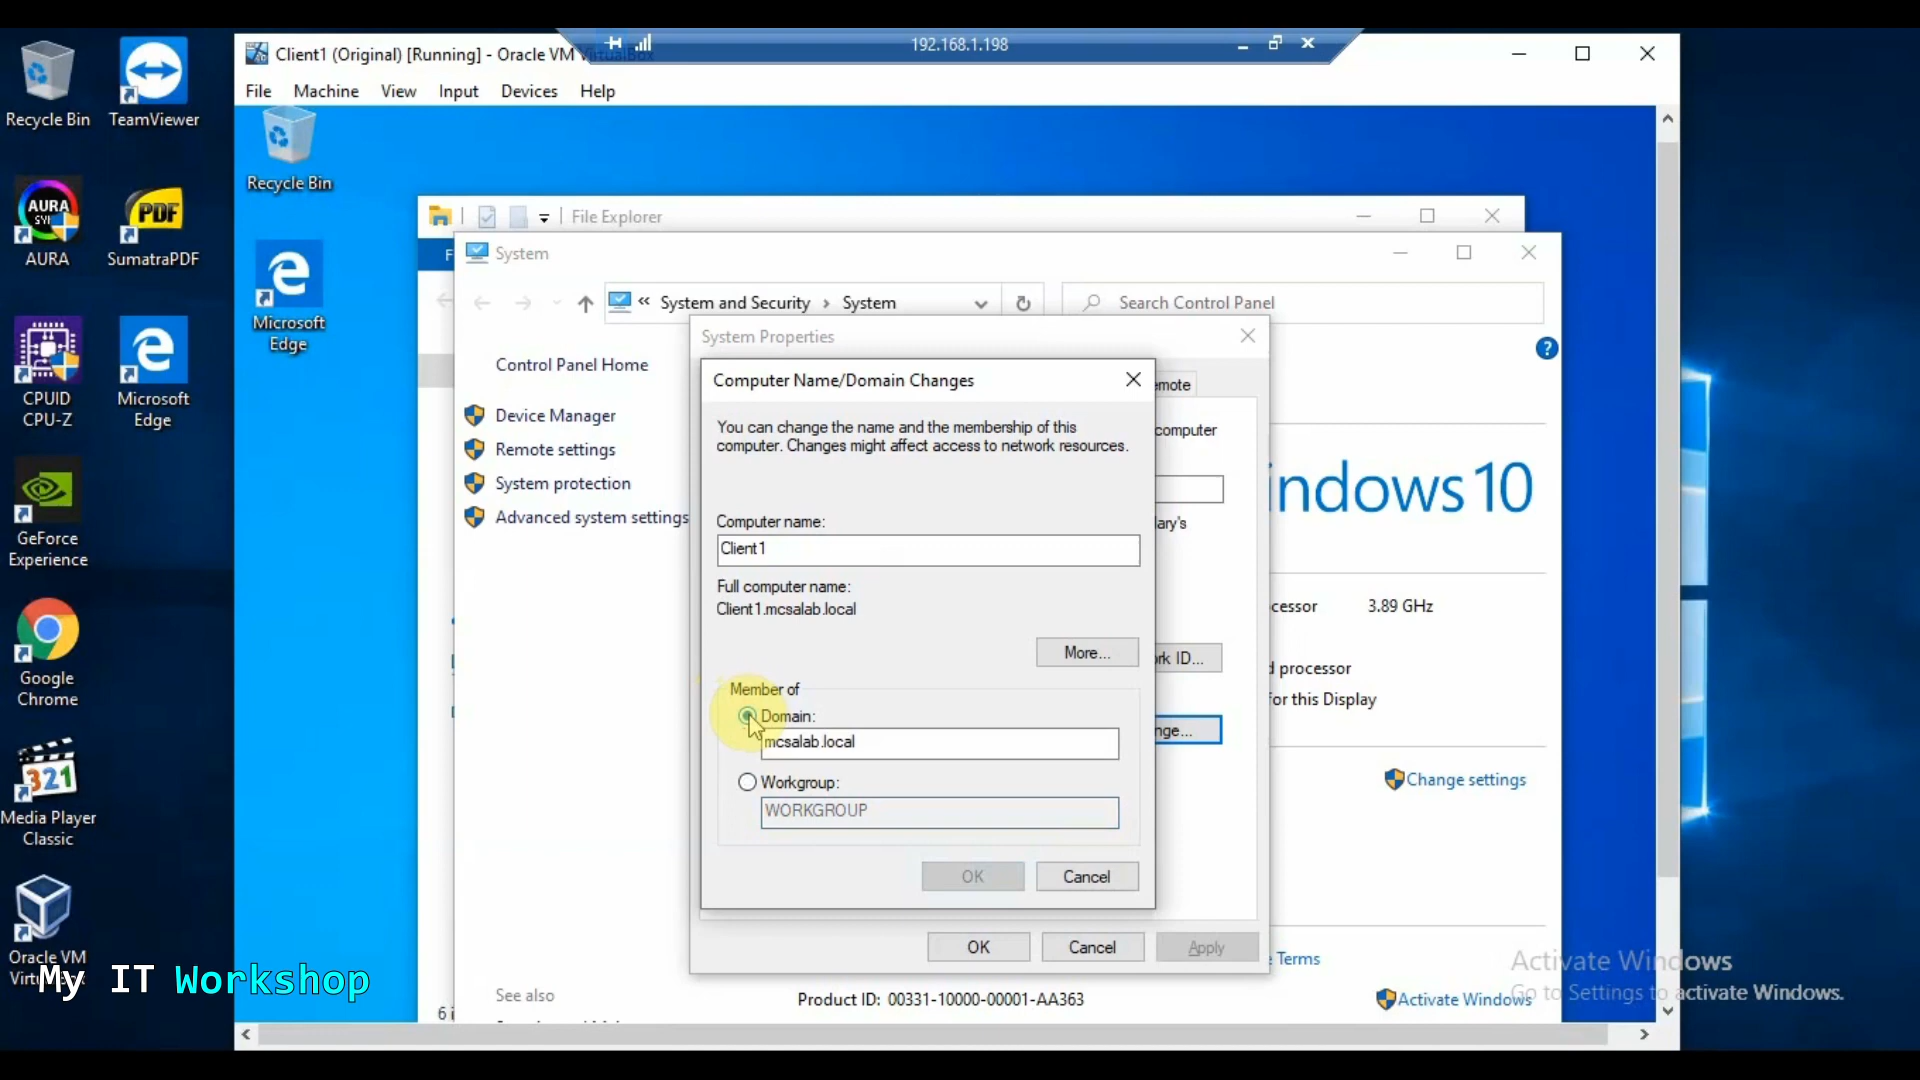 192.168.1.198
Client1 (Original) [Running] - Oracle VM VirtualBox
File Machine View Input Devices Help
Recycle Bin
TeamViewer
AURA
SumatraPDF
CPUID
CPU-Z
Microsoft
Edge
GeForce
Experience
Google
Chrome
Media Player
Classic
Oracle VM
My IT Workshop
Recycle Bin
Microsoft
Edge
File Explorer
System
« System and Security › System
Search Control Panel
Control Panel Home
Device Manager
Remote settings
System protection
Advanced system settings
See also
System Properties
emote
computer
ary's
rk ID...
nge...
OK Cancel Apply
Computer Name/Domain Changes
You can change the name and the membership of this
computer. Changes might affect access to network resources.
Computer name:
Client1
Full computer name:
Client1.mcsalab.local
More...
Member of
Domain:
mcsalab.local
Workgroup:
WORKGROUP
OK Cancel
indows 10
cessor 3.89 GHz
d processor
for this Display
Change settings
Terms
Product ID: 00331-10000-00001-AA363
Activate Windows
Activate Windows
Go to Settings to activate Windows.